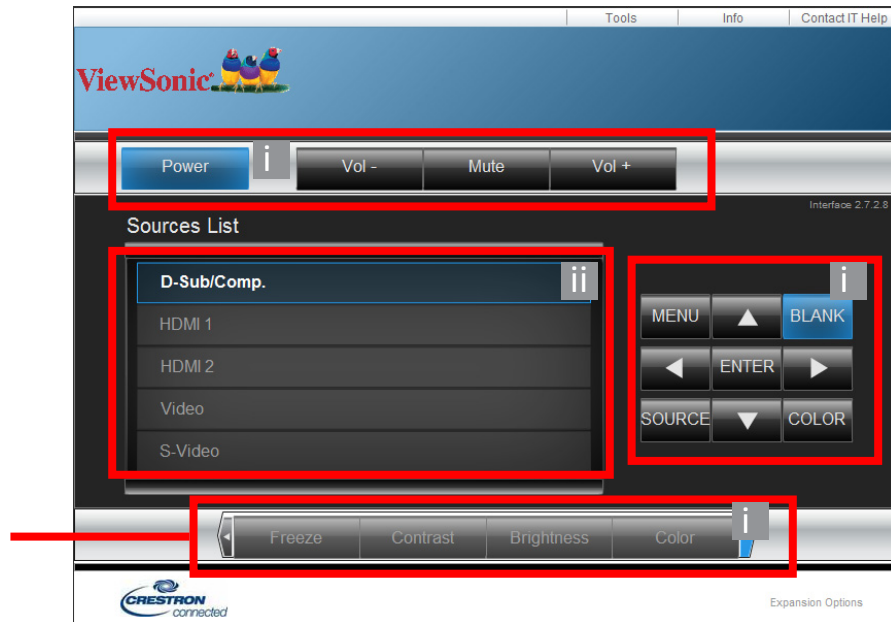 Tools Info Contact IT Help
ViewSonic
Power i Vol - Mute Vol +
Interface 2.7.2.8
Sources List
ii
D-Sub/Comp.
HDMI 1
HDMI 2
Video
S-Video
i
MENU BLANK
ENTER
SOURCE COLOR
i
Freeze Contrast Brightness Color
CRESTRON
connected
Expansion Options